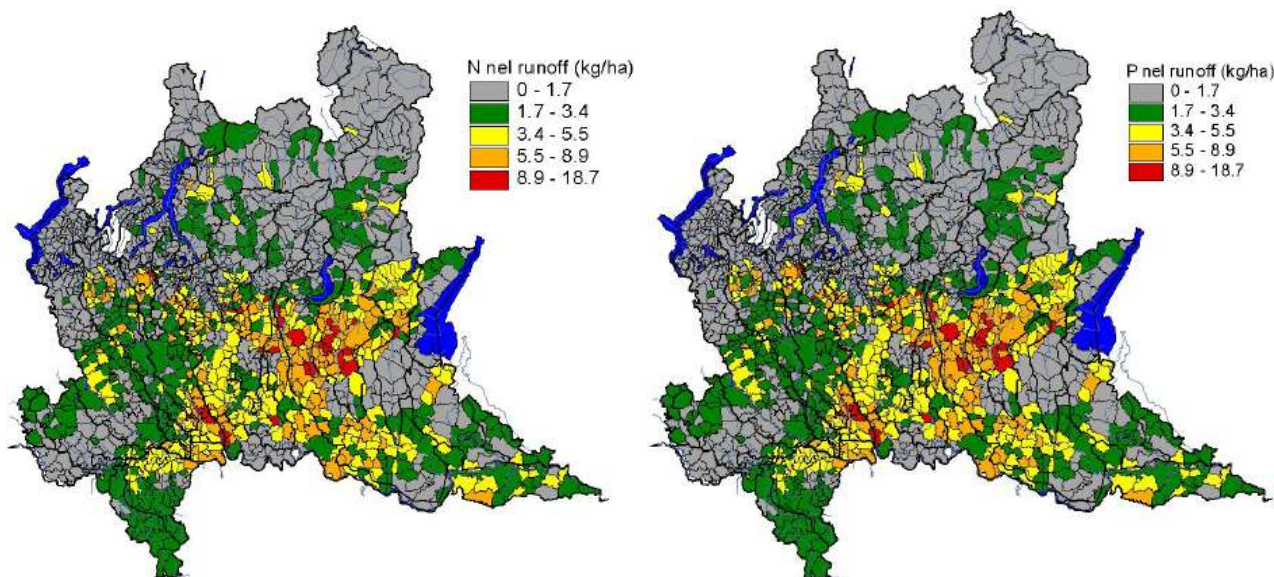 N nel runoff (kg/ha)
0 - 1.7
1.7 - 3.4
3.4 - 5.5
5.5 - 8.9
8.9 - 18.7
P nel runoff (kg/ha)
0 - 1.7
1.7 - 3.4
3.4 - 5.5
5.5 - 8.9
8.9 - 18.7